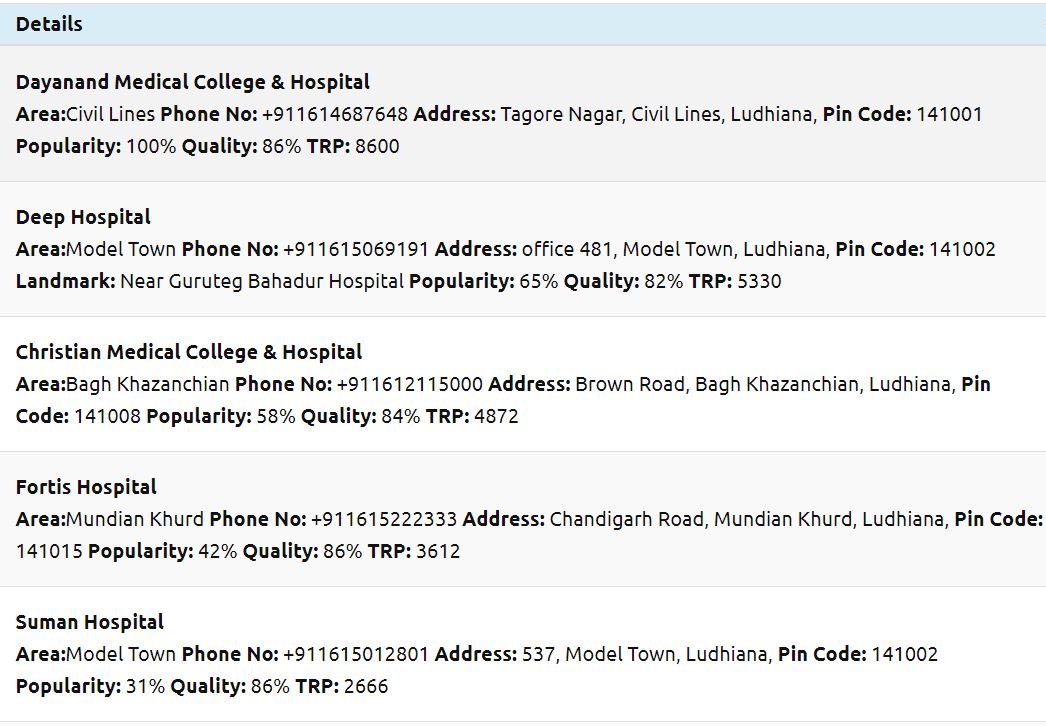 Details
Dayanand Medical College & Hospital
Area:Civil Lines Phone No: +911614687648 Address: Tagore Nagar, Civil Lines, Ludhiana, Pin Code: 141001
Popularity: 100% Quality: 86% TRP: 8600
Deep Hospital
Area:Model Town Phone No: +911615069191 Address: office 481, Model Town, Ludhiana, Pin Code: 141002
Landmark: Near Guruteg Bahadur Hospital Popularity: 65% Quality: 82% TRP: 5330
Christian Medical College & Hospital
Area:Bagh Khazanchian Phone No: +911612115000 Address: Brown Road, Bagh Khazanchian, Ludhiana, Pin
Code: 141008 Popularity: 58% Quality: 84% TRP: 4872
Fortis Hospital
Area:Mundian Khurd Phone No: +911615222333 Address: Chandigarh Road, Mundian Khurd, Ludhiana, Pin Code:
141015 Popularity: 42% Quality: 86% TRP: 3612
Suman Hospital
Area:Model Town Phone No: +911615012801 Address: 537, Model Town, Ludhiana, Pin Code: 141002
Popularity: 31% Quality: 86% TRP: 2666